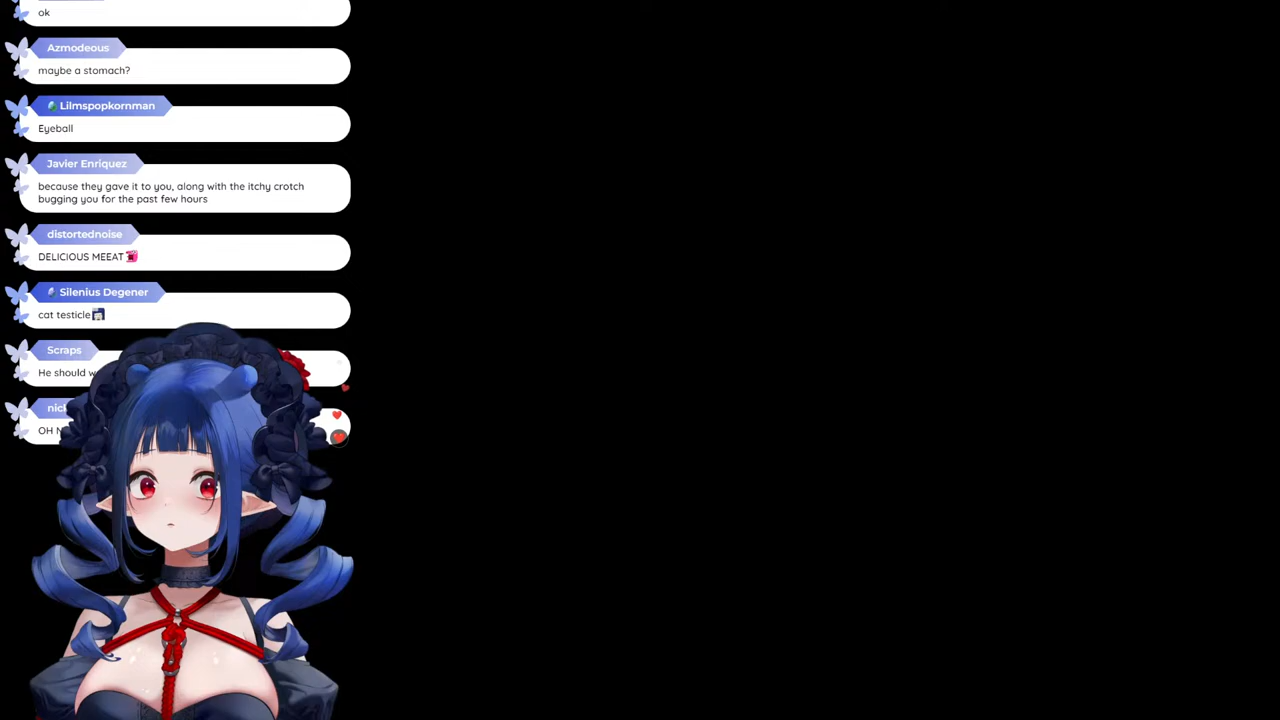 ok
Azmodeous
maybe a stomach?
Lilmspopkornman
Eyeball
Javier Enriquez
because they gave it to you, along with the itchy crotch
bugging you for the past few hours
distortednoise
DELICIOUS MEEAT
Silenius Degener
cat testicle
Scraps
He should
OH